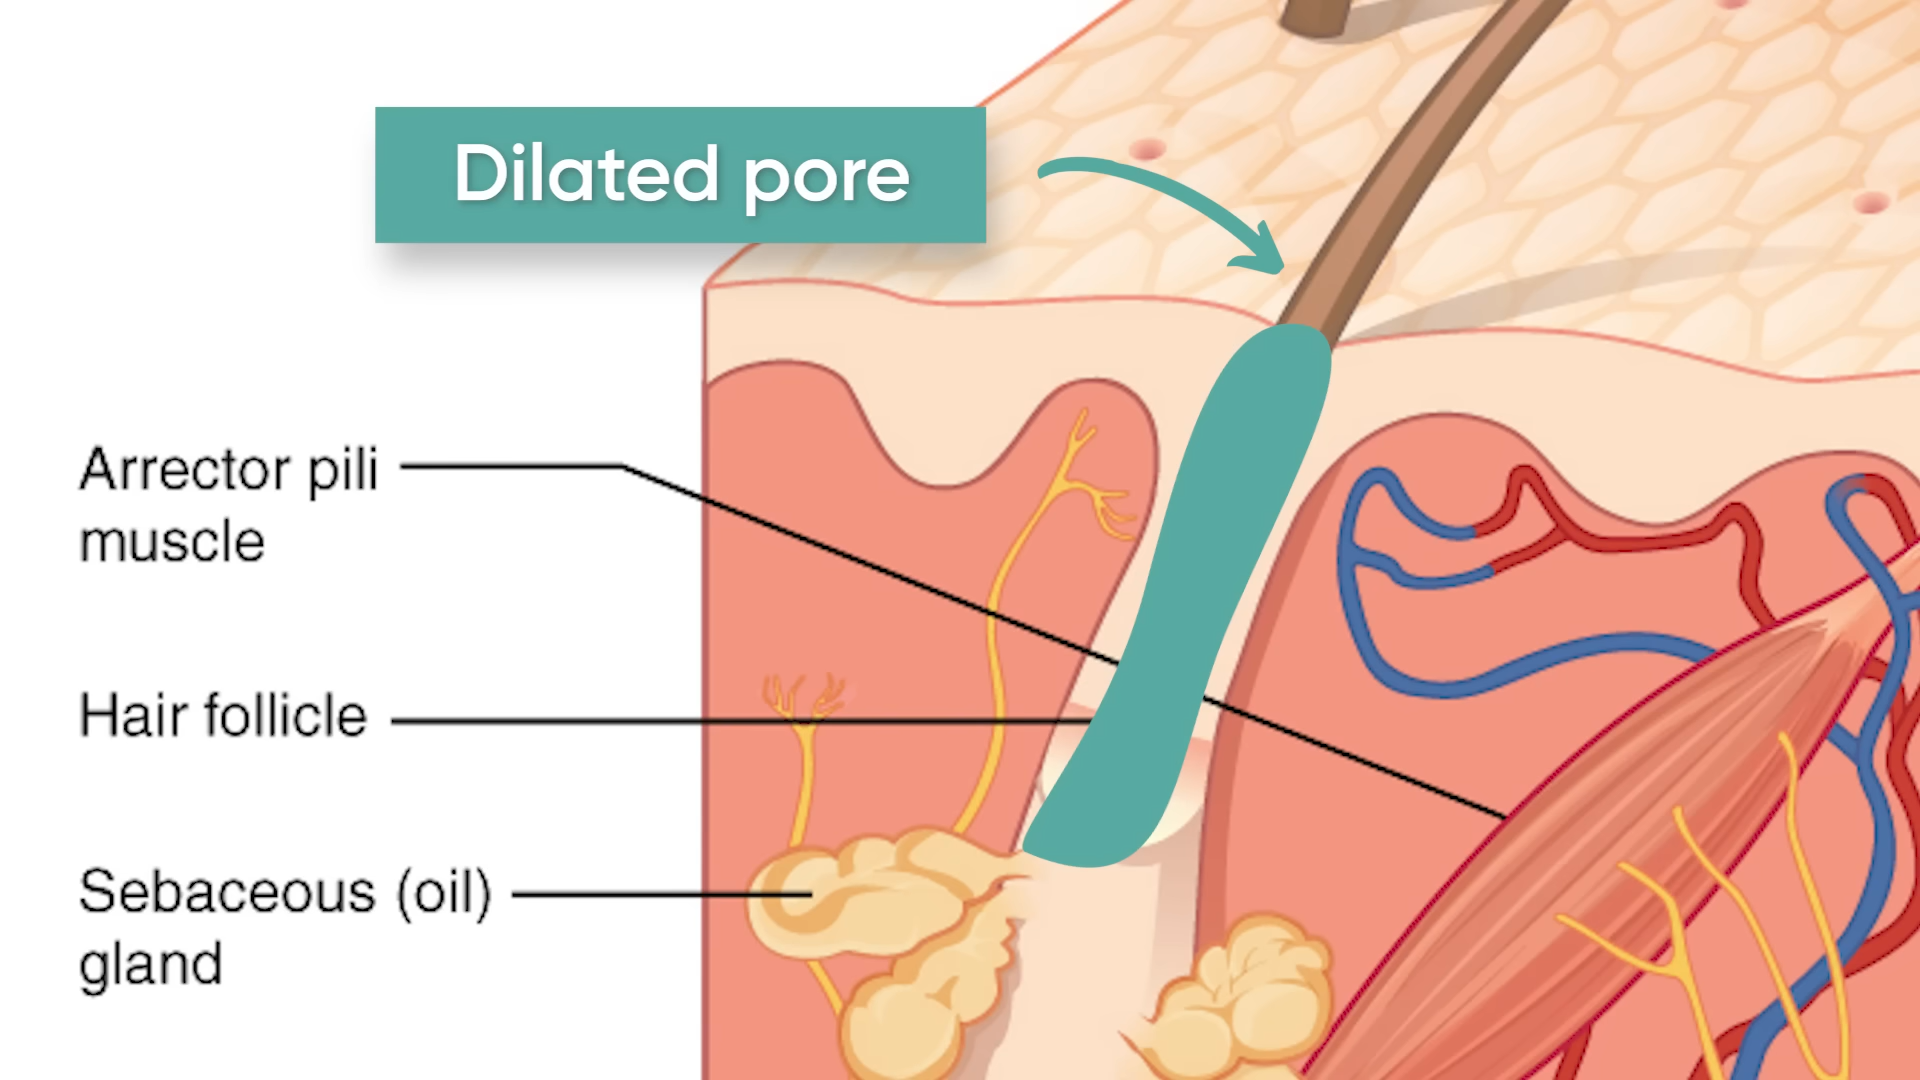 Dilated pore
Arrector pili
muscle
Hair follicle
Sebaceous (oil)
gland